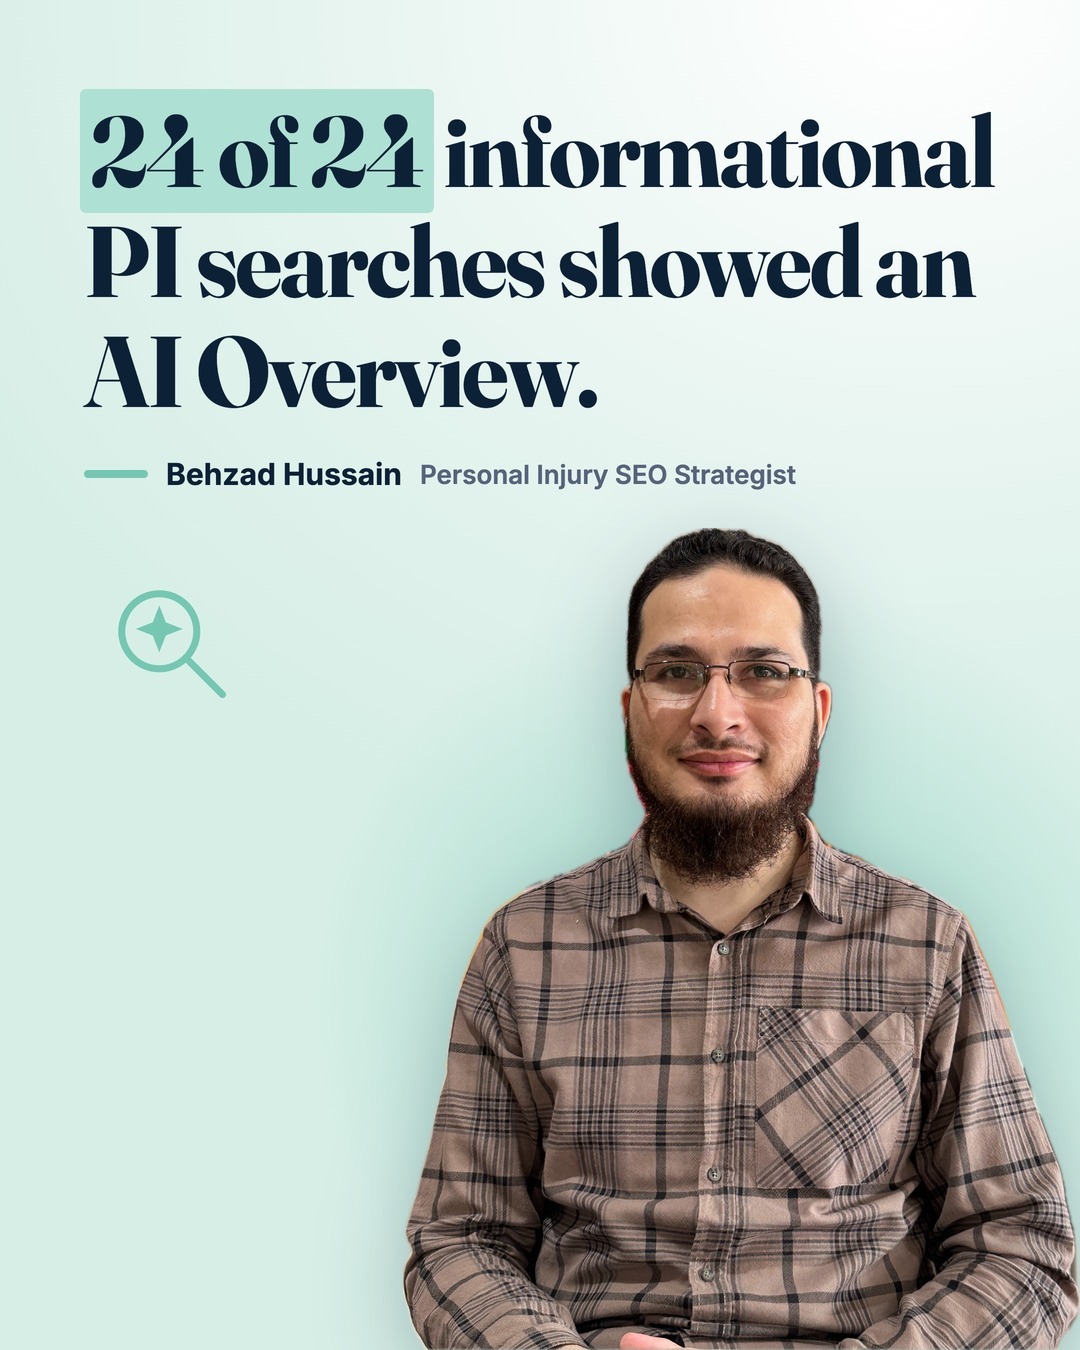 24 of 24 informational
PI searches showed an
AI Overview.
Behzad Hussain Personal Injury SEO Strategist